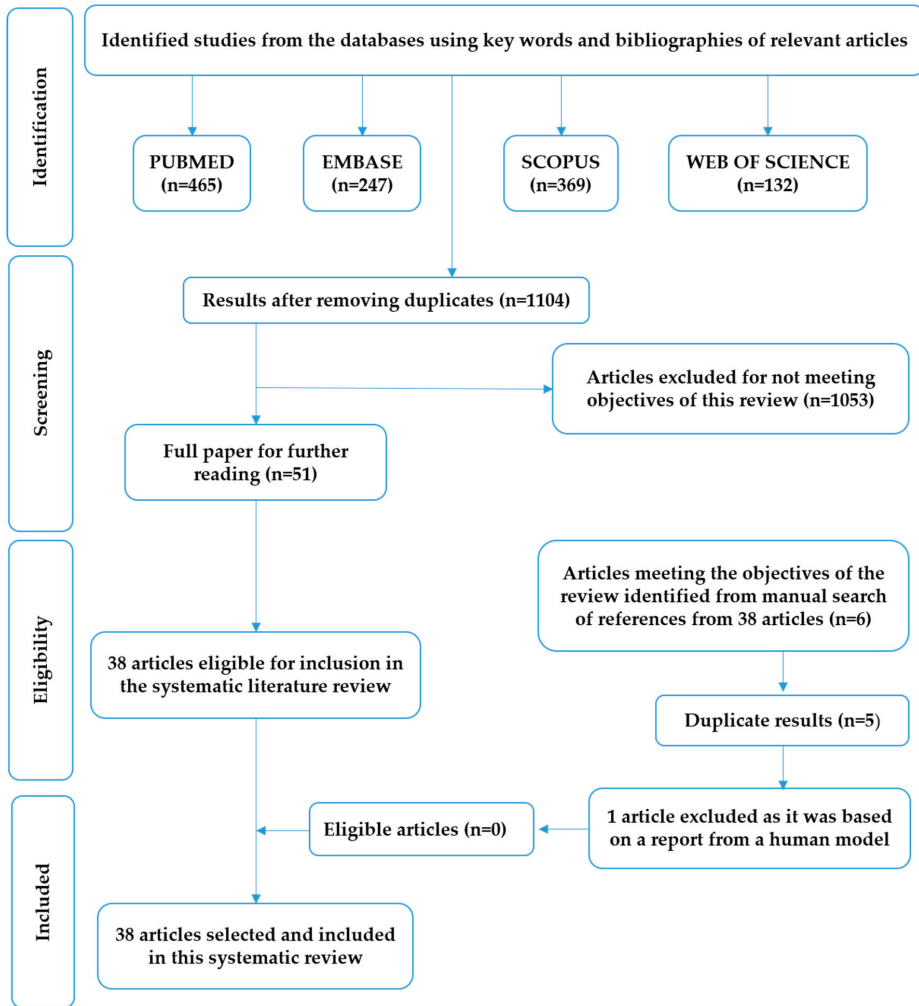 Identification
Identified studies from the databases using key words and bibliographies of relevant articles
PUBMED
(n=465)
EMBASE
(n=247)
SCOPUS
(n=369)
WEB OF SCIENCE
(n=132)
Screening
Results after removing duplicates (n=1104)
Articles excluded for not meeting
objectives of this review (n=1053)
Full paper for further
reading (n=51)
Eligibility
Articles meeting the objectives of the
review identified from manual search
of references from 38 articles (n=6)
38 articles eligible for inclusion in
the systematic literature review
Duplicate results (n=5)
Included
1 article excluded as it was based
on a report from a human model
Eligible articles (n=0)
38 articles selected and included
in this systematic review